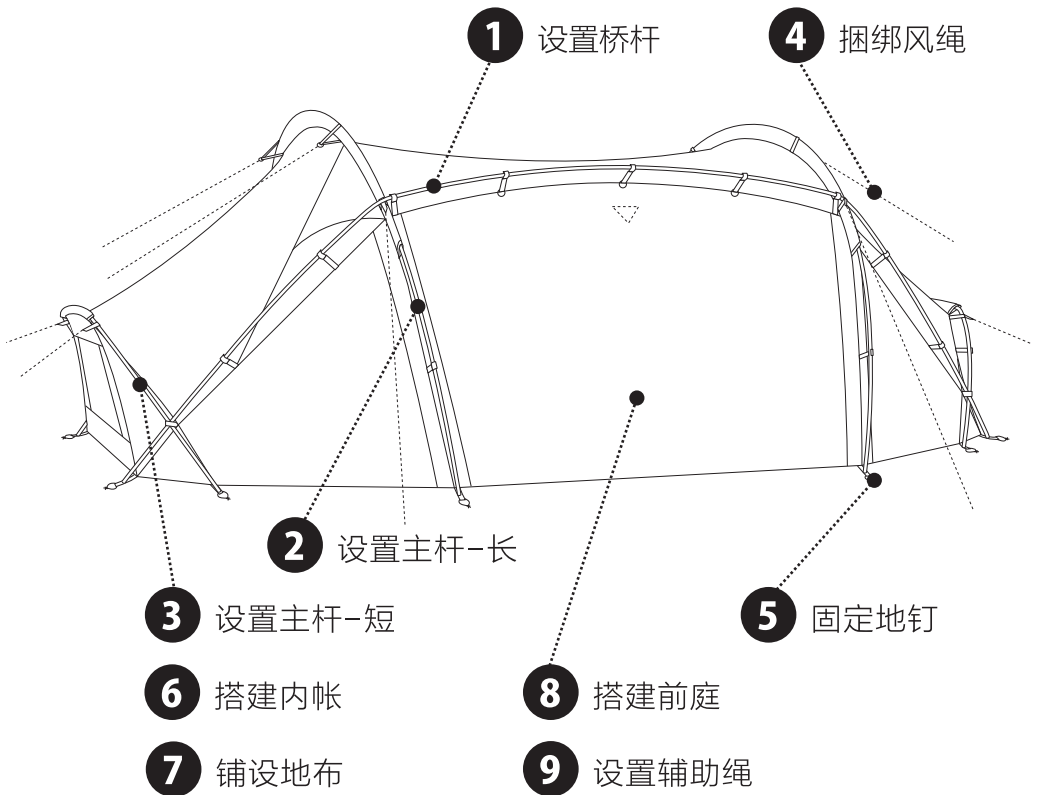 1 设置桥杆
4 捆绑风绳
2 设置主杆-长
3 设置主杆-短
5 固定地钉
6 搭建内帐
8 搭建前庭
7 铺设地布
9 设置辅助绳